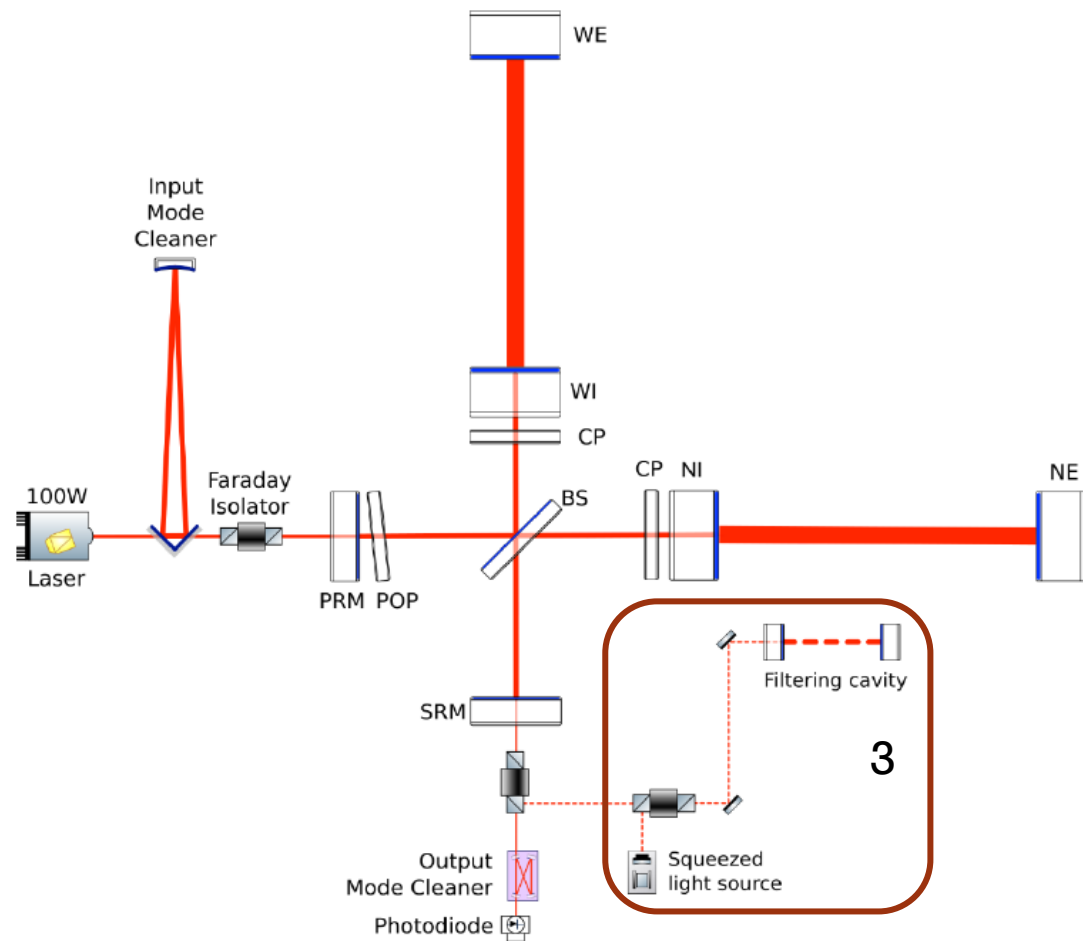 WE
Input
Mode
Cleaner
WI
CP
Faraday
Isolator
CP
NI
NE
100W
BS
Laser
PRM
POP
Filtering cavity
SRM
3
Output
Mode Cleaner
Squeezed
light source
Photodiode